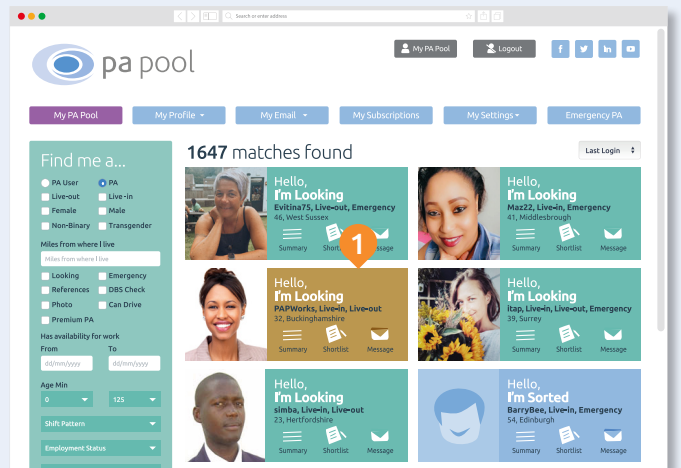 Search or enter address
pa pool
My PA Pool
Logout
My PA Pool
My Profile
My Email
My Subscriptions
My Settings
Emergency PA
Find me a...
PA User
PA
Live-out
Live -in
Female
Male
Non-Binary
Transgender
Miles from where I live
Miles from where I live
Looking
Emergency
References
DBS Check
Photo
Can Drive
Premium PA
Has availability for work
From
To
dd/mm/yyyy
dd/mm/yyyy
Age Min
0
125
Shift Pattern
Employment Status
1647 matches found
Last Login
Hello,
I'm Looking
Evitina75, Live-out, Emergency
46, West Sussex
Summary
Hello,
I'm Looking
Maz22, Live-in, Emergency
41, Middlesbrough
Summary
Shortlist
Message
1
Hello,
I'm Looking
PAPWorks, Live-in, Live-out
32, Buckinghamshire
Summary
Shortlist
Message
Hello,
I'm Looking
itap, Live-in, Live-out, Emergency
39, Surrey
Summary
Shortlist
Message
Hello,
I'm Looking
simba, Live-in, Live-out
23, Hertfordshire
Summary
Shortlist
Message
Hello,
I'm Sorted
BarryBee, Live-in, Emergency
54, Edinburgh
Summary
Shortlist
Message